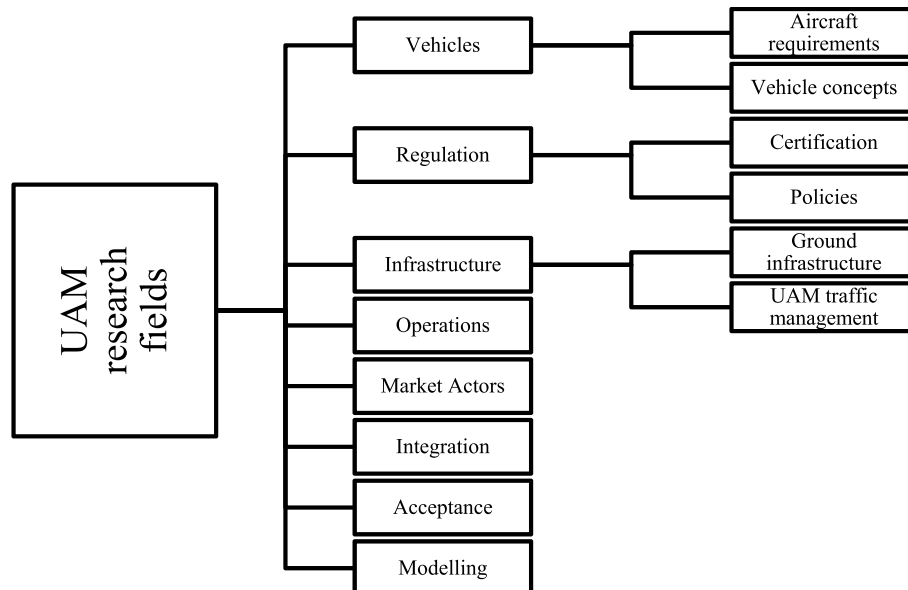 UAM
research
fields
Vehicles
Aircraft
requirements
Vehicle concepts
Regulation
Certification
Policies
Infrastructure
Ground
infrastructure
UAM traffic
management
Operations
Market Actors
Integration
Acceptance
Modelling